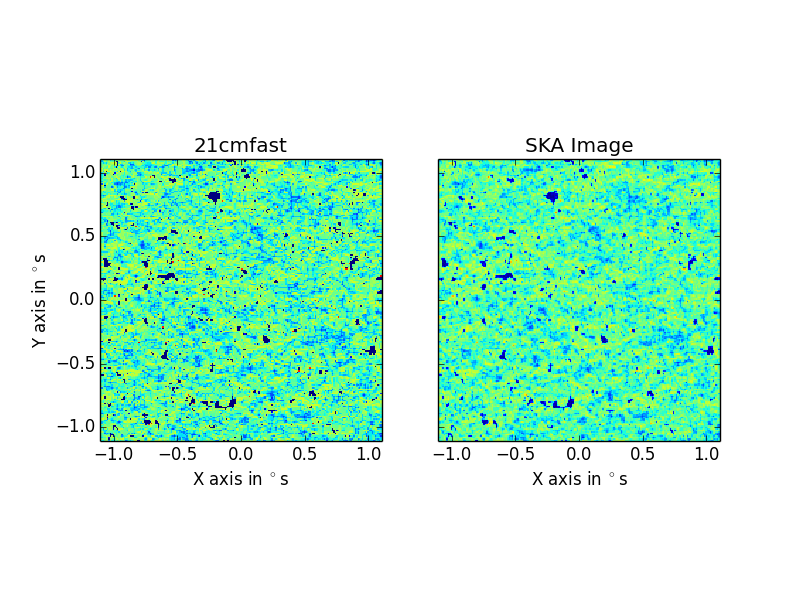 21cmfast
SKA Image
1.0
0.5
0.0
−0.5
−1.0
Y axis in °s
−1.0 −0.5 0.0 0.5 1.0
−1.0 −0.5 0.0 0.5 1.0
X axis in °s
X axis in °s